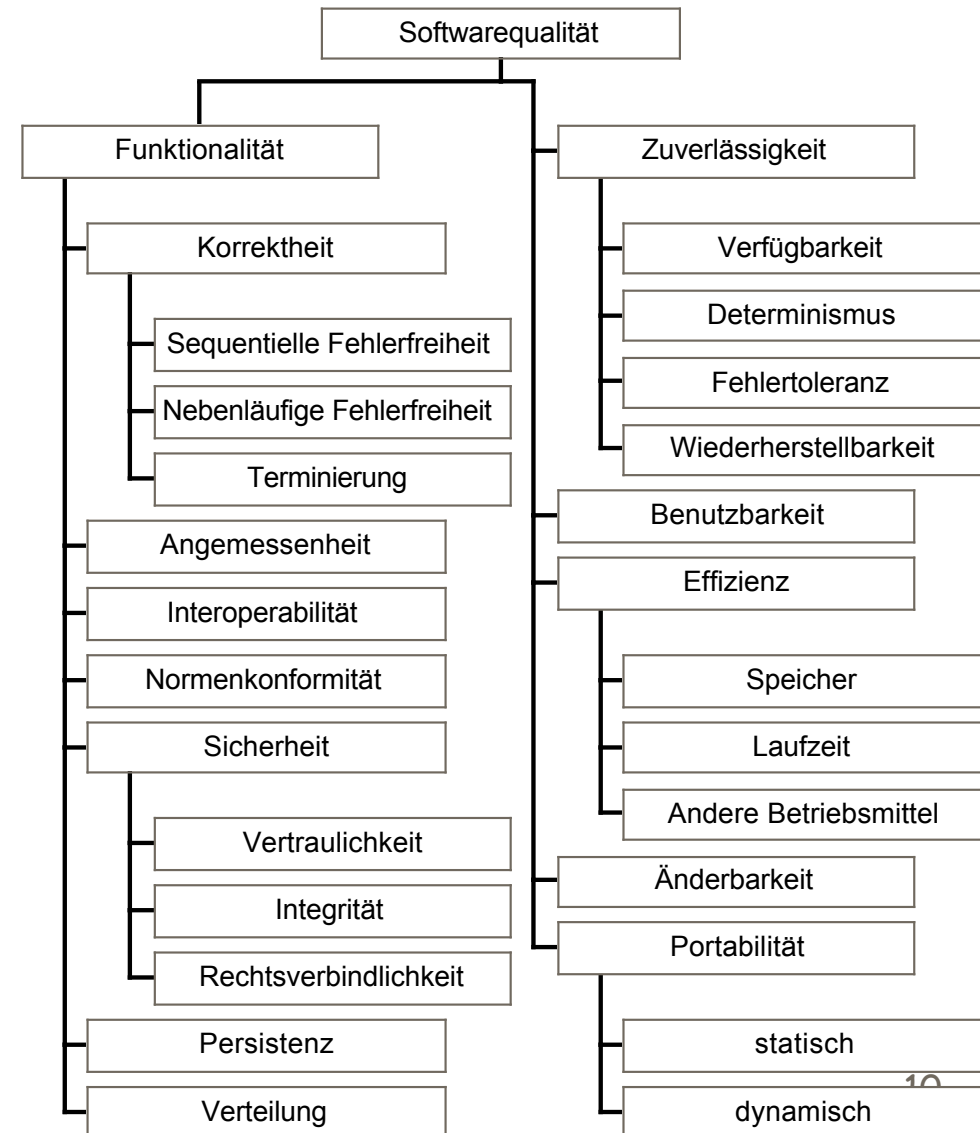 Softwarequalität
Funktionalität
Korrektheit
Sequentielle Fehlerfreiheit
Nebenläufige Fehlerfreiheit
Terminierung
Angemessenheit
Interoperabilität
Normenkonformität
Sicherheit
Vertraulichkeit
Integrität
Rechtsverbindlichkeit
Persistenz
Verteilung
Zuverlässigkeit
Verfügbarkeit
Determinismus
Fehlertoleranz
Wiederherstellbarkeit
Benutzbarkeit
Effizienz
Speicher
Laufzeit
Andere Betriebsmittel
Änderbarkeit
Portabilität
statisch
dynamisch